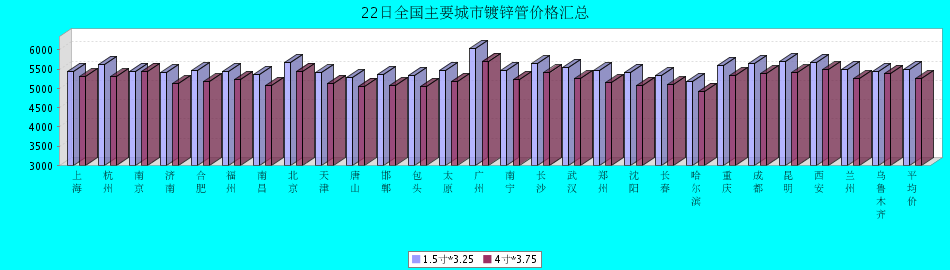 22日全国主要城市镀锌管价格汇总
6000
5500
5000
4500
4000
3500
3000
上海
杭州
南京
济南
合肥
福州
南昌
北京
天津
唐山
邯郸
包头
太原
广州
南宁
长沙
武汉
郑州
沈阳
长春
哈尔滨
重庆
成都
昆明
西安
兰州
乌鲁木齐
平均价
1.5寸*3.25
4寸*3.75